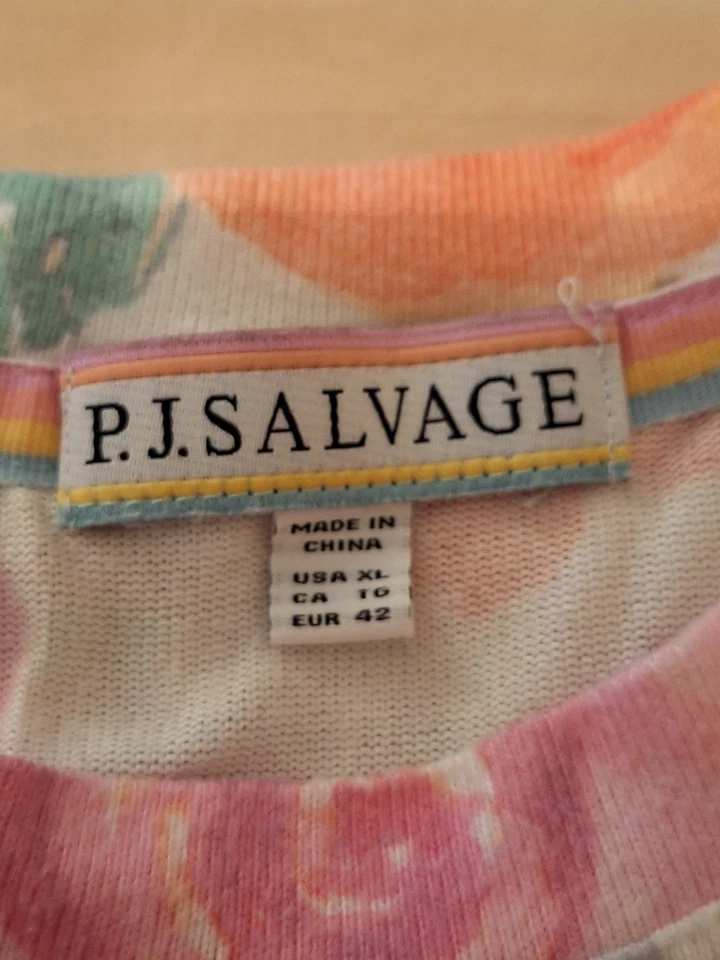 P.J.SALVAGE
MADE IN
CHINA
USA XL
CA TG
EUR 42